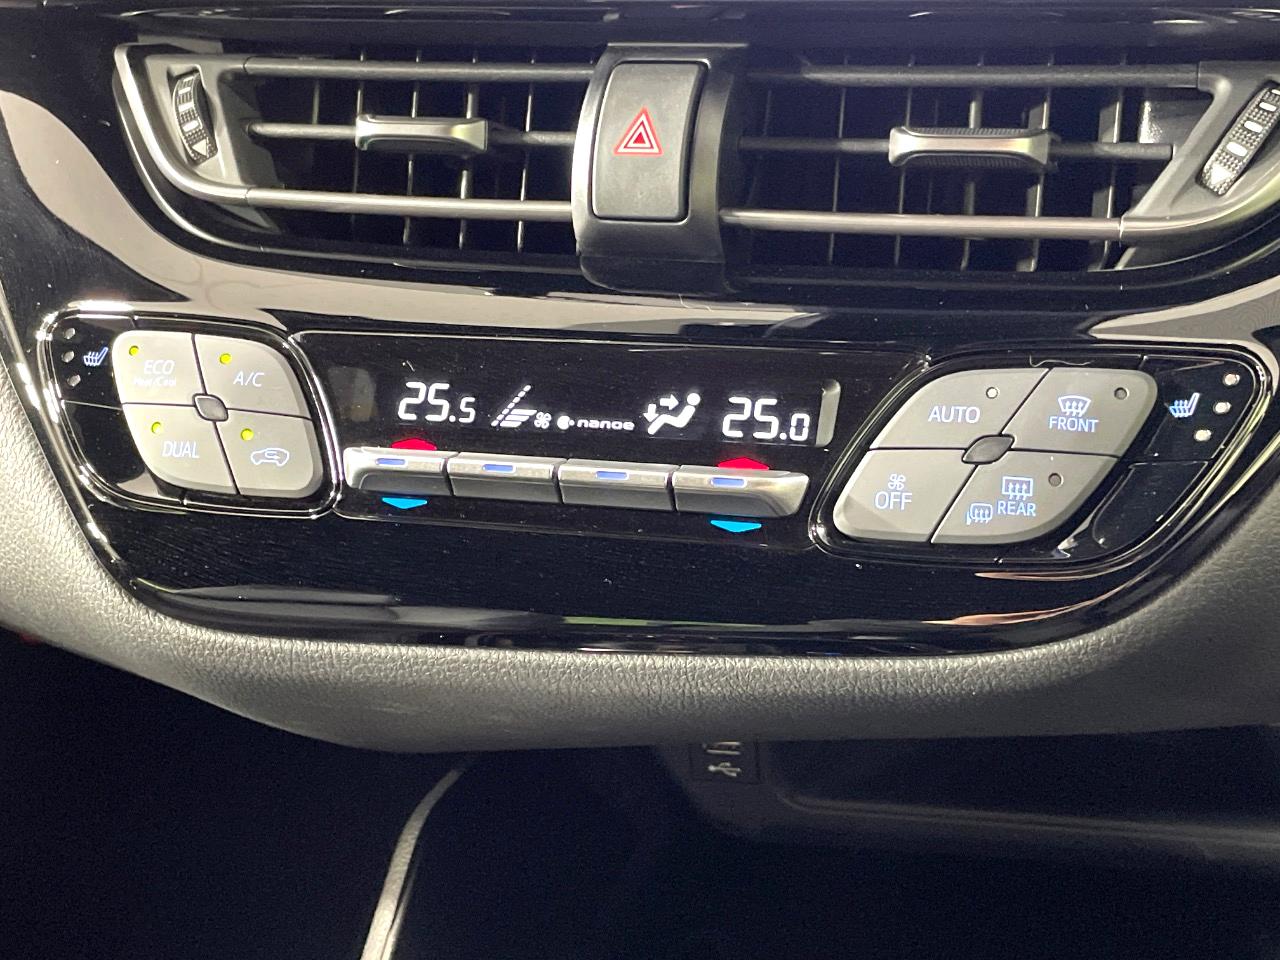 ECO
Heat/Cool
A/C
DUAL
25.5
nanoe
25.0
AUTO
FRONT
OFF
REAR